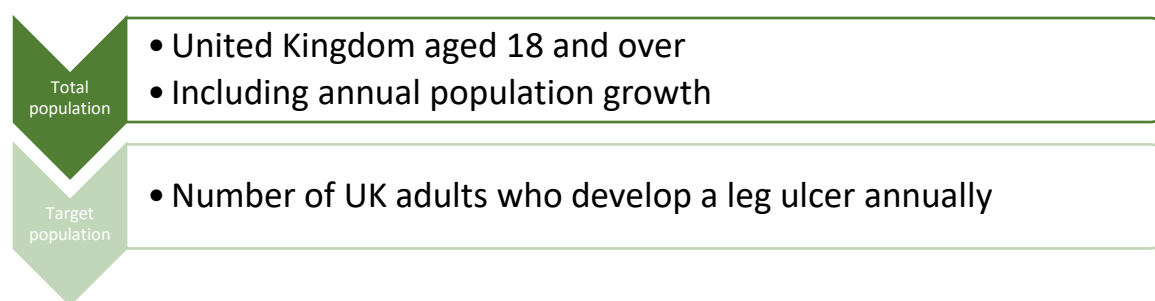 Total
population
• United Kingdom aged 18 and over
• Including annual population growth
Target
population
• Number of UK adults who develop a leg ulcer annually